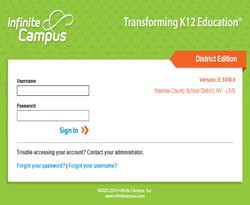 Infinite Campus
Transforming K12 Education®
District Edition
Version: E.1430.6
Washoe County School District, NV - LIVE
Username
Password
Sign In
Trouble accessing your account? Contact your administrator.
Forgot your password? | Forgot your username?
©2003-2014 Infinite Campus, Inc.
www.infinitecampus.com